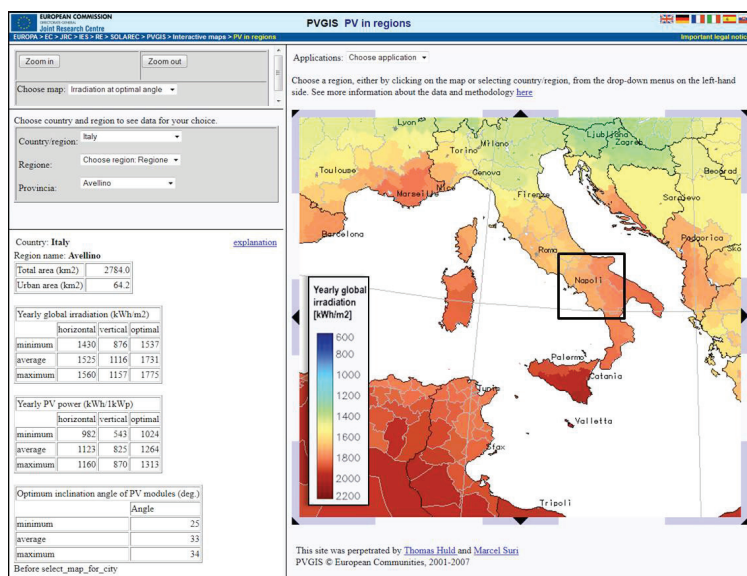 EUROPEAN COMMISSION
DIRECTORATE-GENERAL
Joint Research Centre
PVGIS PV in regions
EUROPA > EC > JRC > IES > RE > SOLAREC > PVGIS > Interactive maps > PV in regions
Important legal notic
Zoom in
Zoom out
Choose map: Irradiation at optimal angle
Choose country and region to see data for your choice.
Country/region: Italy
Regione: Choose region: Regione
Provincia: Avellino
Country: Italy
explanation
Region name: Avellino
Total area (km2) 2784.0
Urban area (km2) 64.2
Yearly global irradiation (kWh/m2)
horizontal vertical optimal
minimum 1430 876 1537
average 1525 1116 1731
maximum 1560 1157 1775
Yearly PV power (kWh/1kWp)
horizontal vertical optimal
minimum 982 543 1024
average 1123 825 1264
maximum 1160 870 1313
Optimum inclination angle of PV modules (deg.)
Angle
minimum 25
average 33
maximum 34
Before select_map_for_city
Applications: Choose application
Choose a region, either by clicking on the map or selecting country/region, from the drop-down menus on the left-hand
side. See more information about the data and methodology here
Lyon
Milano
Ljubljana
Zagreb
Torino
Toulouse
Genova
Beograd
Nice
Marseille
Firenze
Sarajevo
Barcelona
Podgorica
Roma
Sko
Napoli
Yearly global
irradiation
[kWh/m2]
600
800
1000
1200
1400
1600
1800
2000
2200
Palermo
Catania
Tunis
Valletta
Sfax
Tripoli
This site was perpetrated by Thomas Huld and Marcel Suri
PVGIS © European Communities, 2001-2007